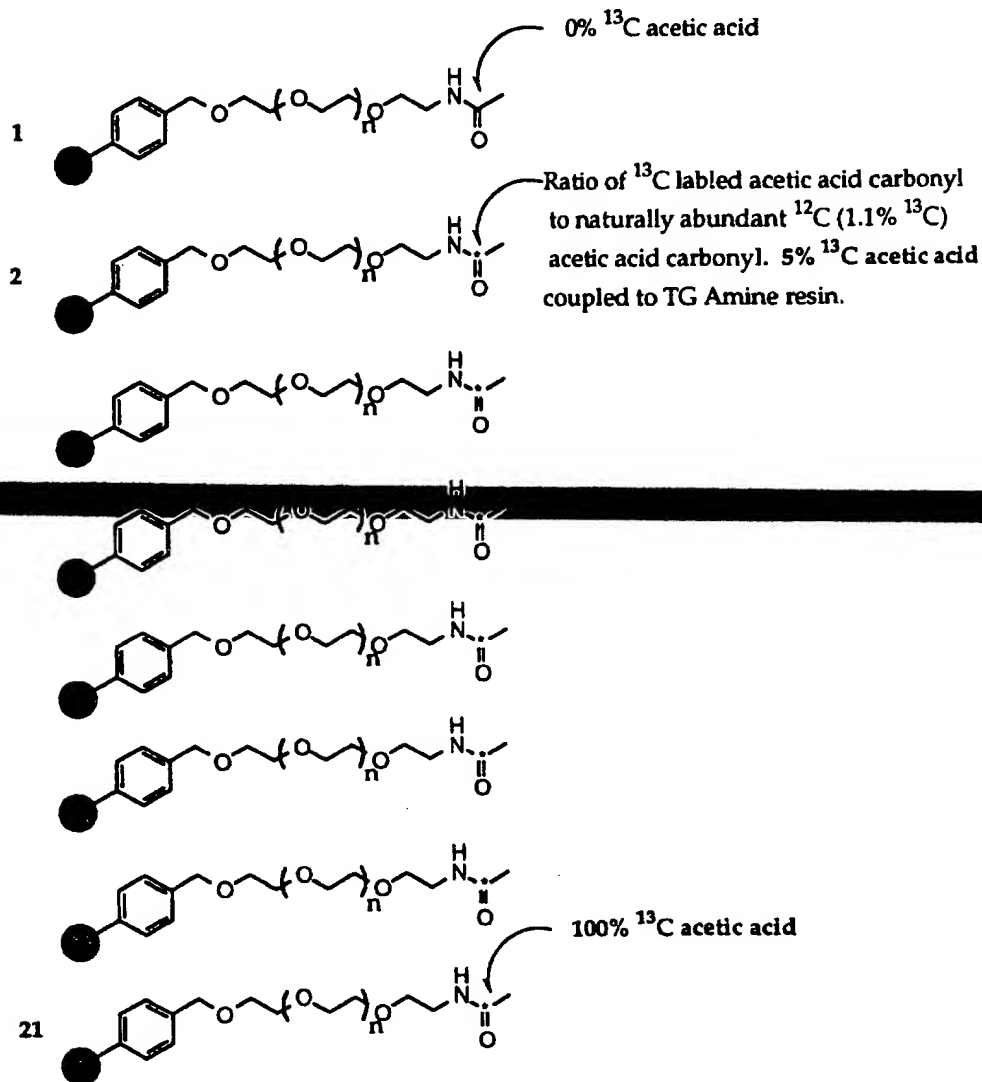 0% ¹³C acetic acid
H
N
O
O
O
n
O
1
Ratio of ¹³C labled acetic acid carbonyl
to naturally abundant ¹²C (1.1% ¹³C)
acetic acid carbonyl. 5% ¹³C acetic acid
coupled to TG Amine resin.
H
N
O
O
O
n
O
2
H
N
O
O
O
n
O
H
N
O
O
O
n
O
H
N
O
O
O
n
O
H
N
O
O
O
n
O
H
N
O
O
O
n
O
100% ¹³C acetic acid
H
N
O
O
O
n
O
21